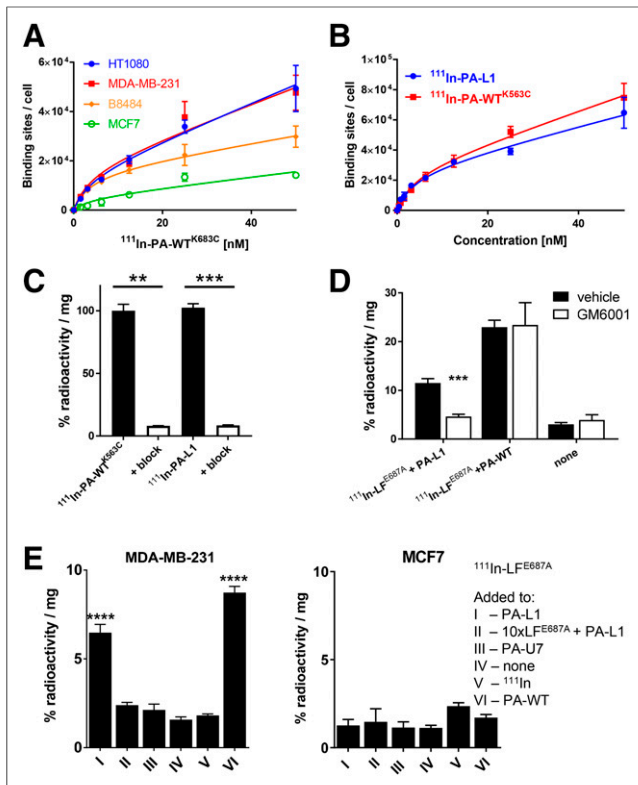 A
HT1080
MDA-MB-231
B8484
MCF7
Binding sites / cell
6×10⁴
4×10⁴
2×10⁴
0
0 20 40
¹¹¹In-PA-WTᴷ⁶⁸³ᶜ [nM]
B
¹¹¹In-PA-L1
¹¹¹In-PA-WTᴷ⁵⁶³ᶜ
Binding sites / cell
1×10⁵
8×10⁴
6×10⁴
4×10⁴
2×10⁴
0
0 20 40
Concentration [nM]
C
** ***
% radioactivity / mg
100
50
0
¹¹¹In-PA-WTᴷ⁵⁶³ᶜ
+ block
¹¹¹In-PA-L1
+ block
D
vehicle
GM6001
% radioactivity / mg
30
20
10
0
***
¹¹¹In-LFᴱ⁶⁸⁷ᴬ + PA-L1
¹¹¹In-LFᴱ⁶⁸⁷ᴬ +PA-WT
none
E
MDA-MB-231
% radioactivity / mg
10
5
0
**** ****
I II III IV V VI
MCF7
% radioactivity / mg
10
5
0
I II III IV V VI
¹¹¹In-LFᴱ⁶⁸⁷ᴬ
Added to:
I – PA-L1
II – 10xLFᴱ⁶⁸⁷ᴬ + PA-L1
III – PA-U7
IV – none
V – ¹¹¹In
VI – PA-WT